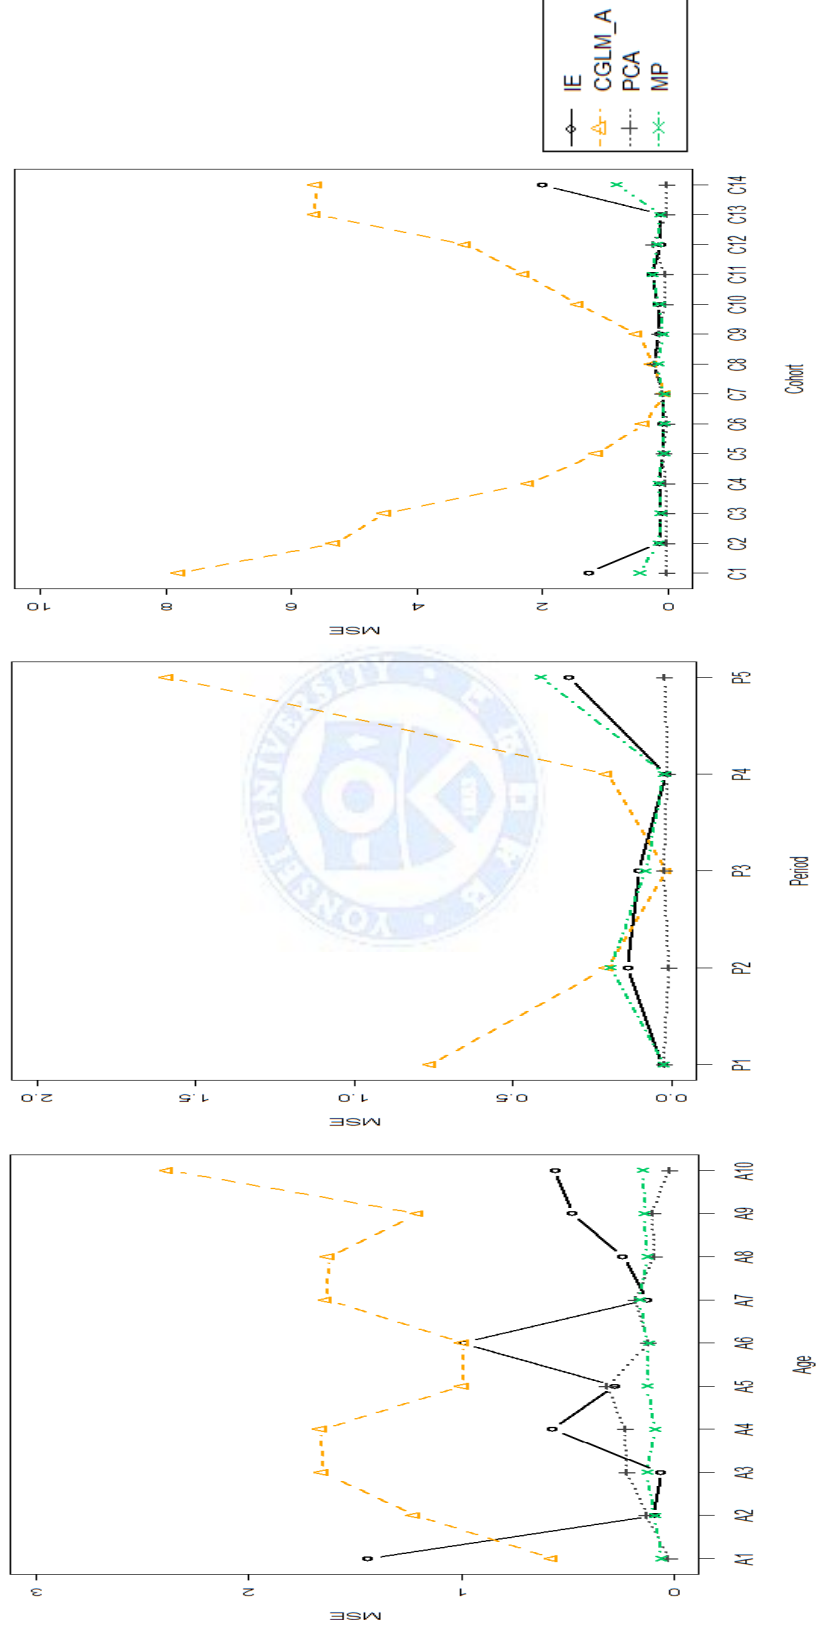 MSE
0 1 2 3
A1 A2 A3 A4 A5 A6 A7 A8 A9 A10
Age
MSE
0.0 0.5 1.0 1.5 2.0
P1 P2 P3 P4 P5
Period
MSE
0 2 4 6 8 10
C1 C2 C3 C4 C5 C6 C7 C8 C9 C10 C11 C12 C13 C14
Cohort
IE
CGLM_A
PCA
MP
YONSEI UNIVERSITY
1885